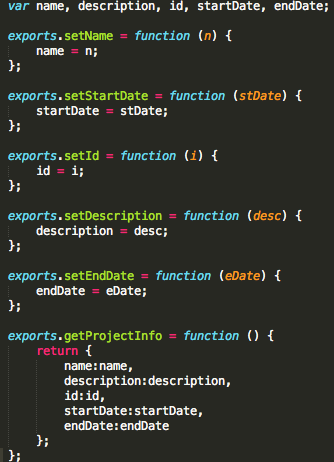 var name, description, id, startDate, endDate;
exports.setName = function (n) {
name = n;
};
exports.setStartDate = function (stDate) {
startDate = stDate;
};
exports.setId = function (i) {
id = i;
};
exports.setDescription = function (desc) {
description = desc;
};
exports.setEndDate = function (eDate) {
endDate = eDate;
};
exports.getProjectInfo = function () {
return {
name:name,
description:description,
id:id,
startDate:startDate,
endDate:endDate
};
};